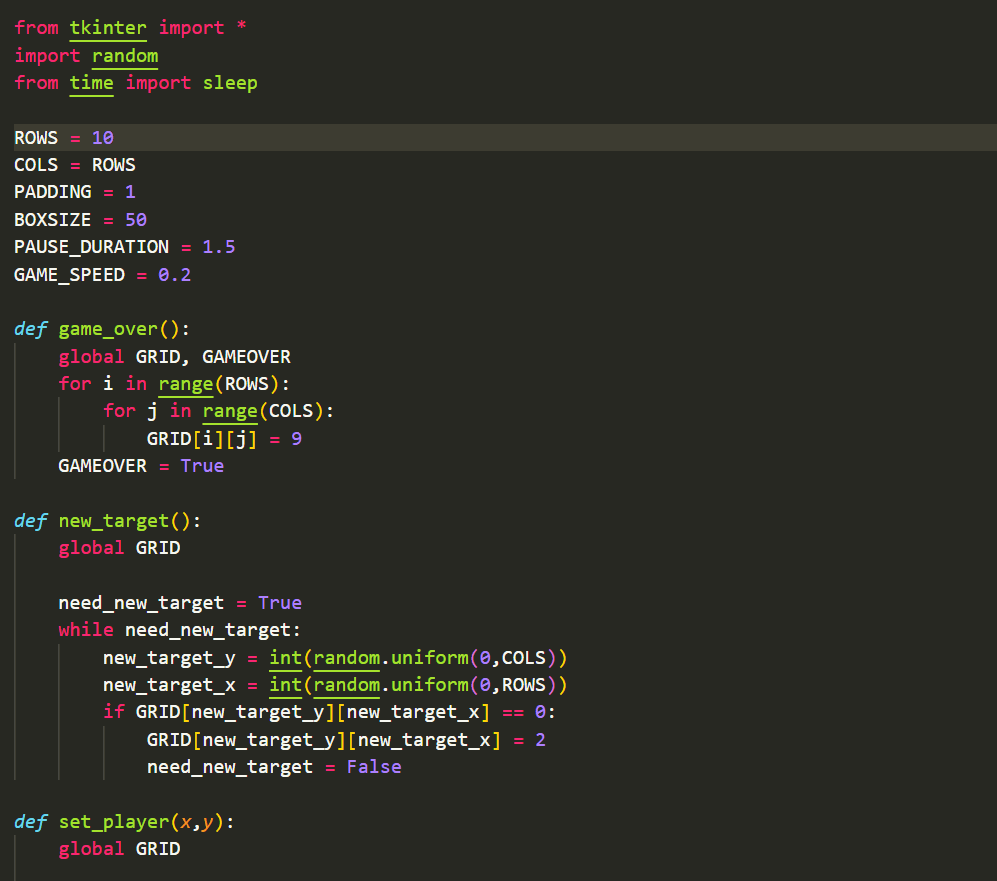 from tkinter import *
import random
from time import sleep
ROWS = 10
COLS = ROWS
PADDING = 1
BOXSIZE = 50
PAUSE_DURATION = 1.5
GAME_SPEED = 0.2
def game_over():
    global GRID, GAMEOVER
    for i in range(ROWS):
        for j in range(COLS):
            GRID[i][j] = 9
    GAMEOVER = True
def new_target():
    global GRID
    need_new_target = True
    while need_new_target:
        new_target_y = int(random.uniform(0,COLS))
        new_target_x = int(random.uniform(0,ROWS))
        if GRID[new_target_y][new_target_x] == 0:
            GRID[new_target_y][new_target_x] = 2
            need_new_target = False
def set_player(x,y):
    global GRID